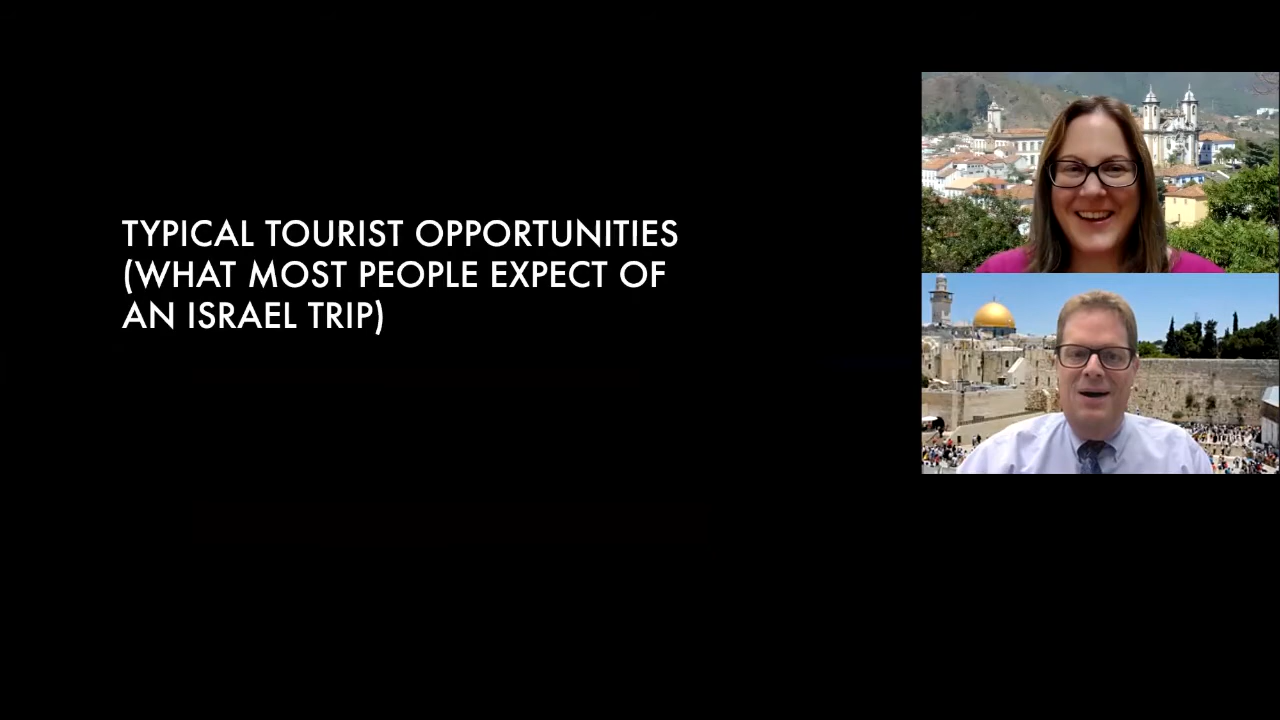 TYPICAL TOURIST OPPORTUNITIES
(WHAT MOST PEOPLE EXPECT OF
AN ISRAEL TRIP)